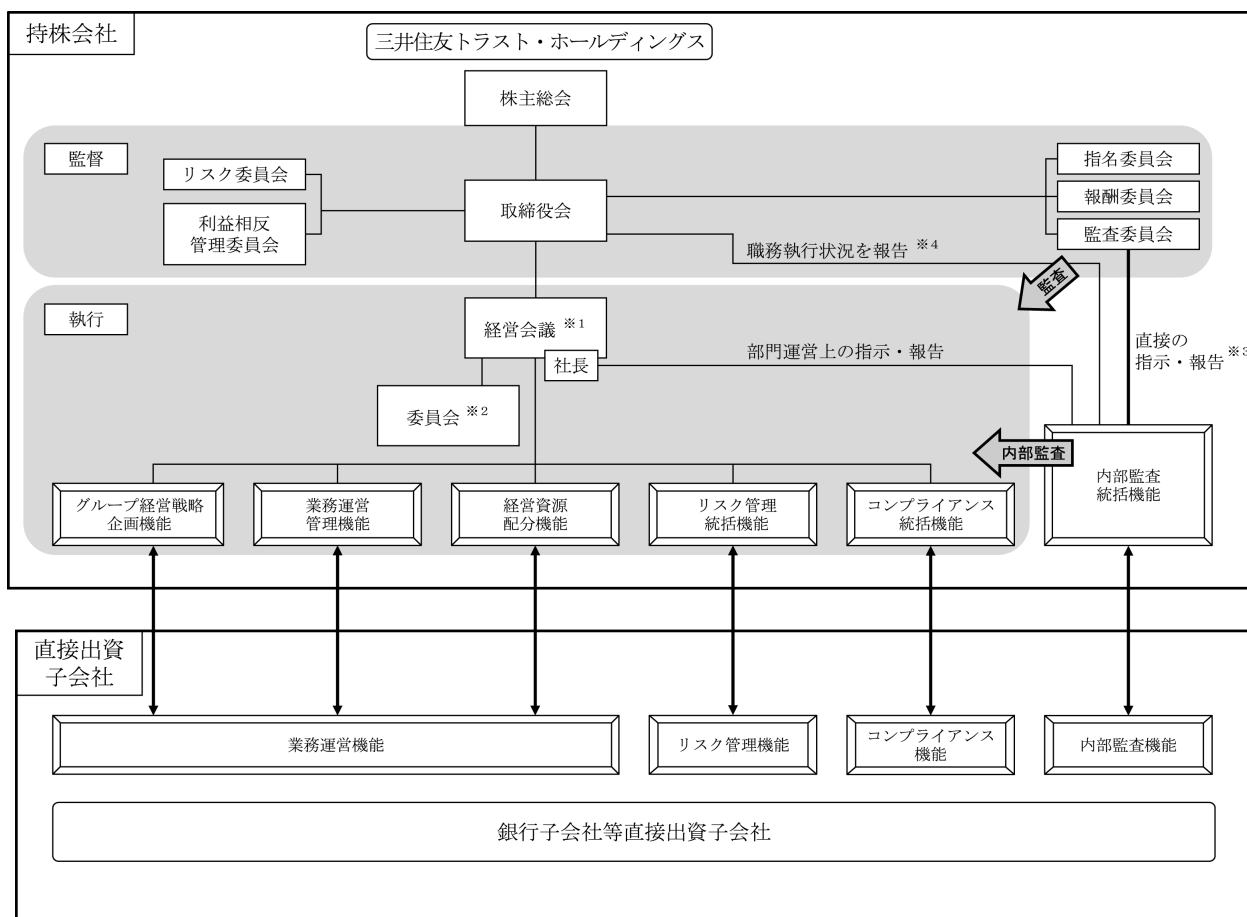 持株会社
三井住友トラスト・ホールディングス
株主総会
監督
リスク委員会
利益相反
管理委員会
取締役会
指名委員会
報酬委員会
監査委員会
職務執行状況を報告※4
監査
執行
経営会議※1
社長
委員会※2
部門運営上の指示・報告
直接の
指示・報告※3
内部監査
内部監査
統括機能
グループ経営戦略
企画機能
業務運営
管理機能
経営資源
配分機能
リスク管理
統括機能
コンプライアンス
統括機能
直接出資
子会社
業務運営機能
リスク管理機能
コンプライアンス
機能
内部監査機能
銀行子会社等直接出資子会社